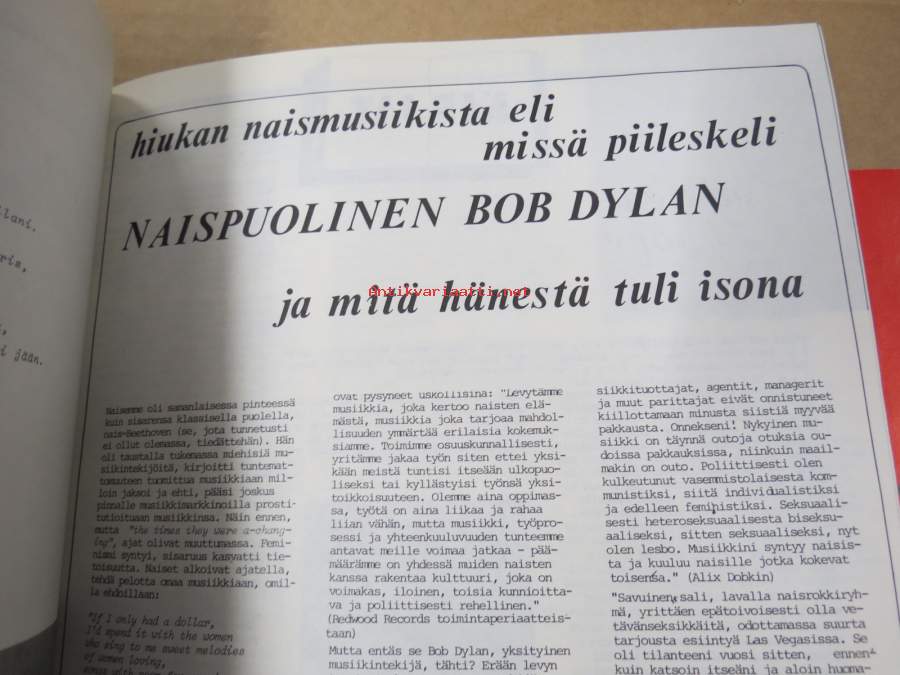 ilani.
ris,
i jään.
hiukan naismusiikista eli
missä piileskeli
NAISPUOLINEN BOB DYLAN
ja mitä hänestä tuli isona
antikvariaatti.net
Naisemme oli samanlaisessa pinteessä
kuin sisarensa klassisella puolella,
nais-Beethoven (se, jota tunnetusti
ei ollut olemassa, tiedättehän). Hän
oli taustalla tukemassa miehisiä mu-
siikintekijöitä, kirjoitti tuntemat-
tomuuteen tuomittua musiikkiaan mil-
loin jaksoi ja ehti, pääsi joskus
pinnalle musiikkimarkkinoilla prosti-
tutioituaan musiikkinsa. Näin ennen,
mutta "the times they were a-chang-
ing", ajat olivat muuttumassa. Femi-
nismi syntyi, sisaruus kasvatti tie-
toisuutta. Naiset alkoivat ajatella,
tehdä pelotta omaa musiikkiaan, omil-
la ehdoillaan:
"If I only had a dollar,
I'd spend it with the women
who sing to me sweet melodies
of women loving,
ovat pysyneet uskollisina: "Levytämme
musiikkia, joka kertoo naisten elä-
mästä, musiikkia joka tarjoaa mahdol-
lisuuden ymmärtää erilaisia kokemuk-
siamme. Toimimme osuuskunnallisesti,
yritämme jakaa työn siten ettei yksi-
kään meistä tuntisi itseään ulkopuo-
liseksi tai kyllästyisi työnsä yksi-
toikkoisuuteen. Olemme aina oppimas-
sa, työtä on aina liikaa ja rahaa
liian vähän, mutta musiikki, työpro-
sessi ja yhteenkuuluvuuden tunteemme
antavat meille voimaa jatkaa - pää-
määrämme on yhdessä muiden naisten
kanssa rakentaa kulttuuri, joka on
voimakas, iloinen, toisia kunnioitta-
va ja poliittisesti rehellinen."
(Redwood Records toimintaperiaatteis-
taan)
Mutta entäs se Bob Dylan, yksityinen
musiikintekijä, tähti? Erään levyn
siikkituottajat, agentit, managerit
ja muut parittajat eivät onnistuneet
kiillottamaan minusta siistiä myyvää
pakkausta. Onnekseni! Nykyinen mu-
siikki on täynnä outoja otuksia ou-
doissa pakkauksissa, niinkuin maail-
makin on outo. Poliittisesti olen
kulkeutunut vasemmistolaisesta kom-
munistiksi, siitä individualistiksi
ja edelleen feministiksi. Seksuaali-
sesti heteroseksuaalisesta biseksu-
aaliseksi, sitten seksuaaliseksi, nyt
olen lesbo. Musiikkini syntyy naisis-
ta ja kuuluu naisille jotka kokevat
toisensa." (Alix Dobkin)
"Savuinen sali, lavalla naisrokkiryh-
mä, yrittäen epätoivoisesti olla ve-
tävänseksikkäitä, odottamassa suurta
tarjousta esiintyä Las Vegasissa. Se
oli tilanteeni vuosi sitten, ennen
kuin katsoin itseäni ja aloin huoma-